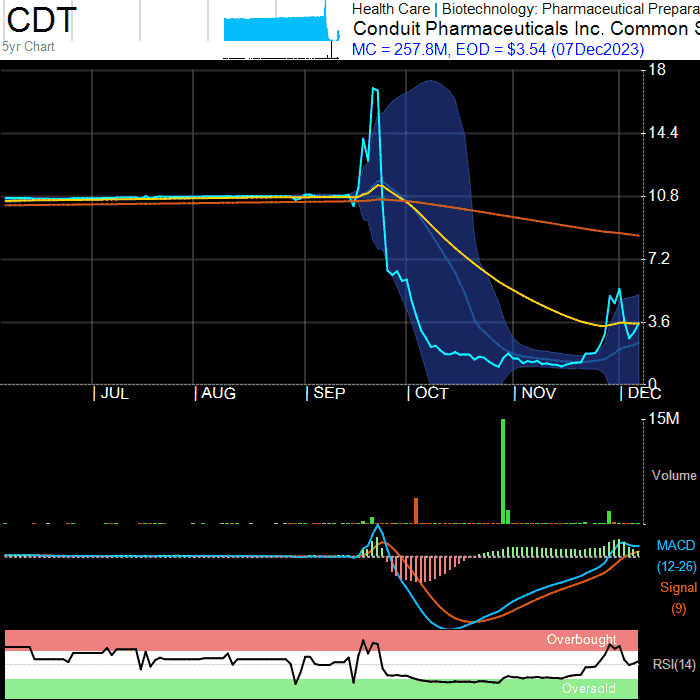 CDT
5yr Chart
Health Care | Biotechnology: Pharmaceutical Prepara
Conduit Pharmaceuticals Inc. Common S
MC = 257.8M, EOD = $3.54 (07Dec2023)
18
14.4
10.8
7.2
3.6
0
JUL
AUG
SEP
OCT
NOV
DEC
15M
Volume
MACD
(12-26)
Signal
(9)
Overbought
RSI(14)
Oversold